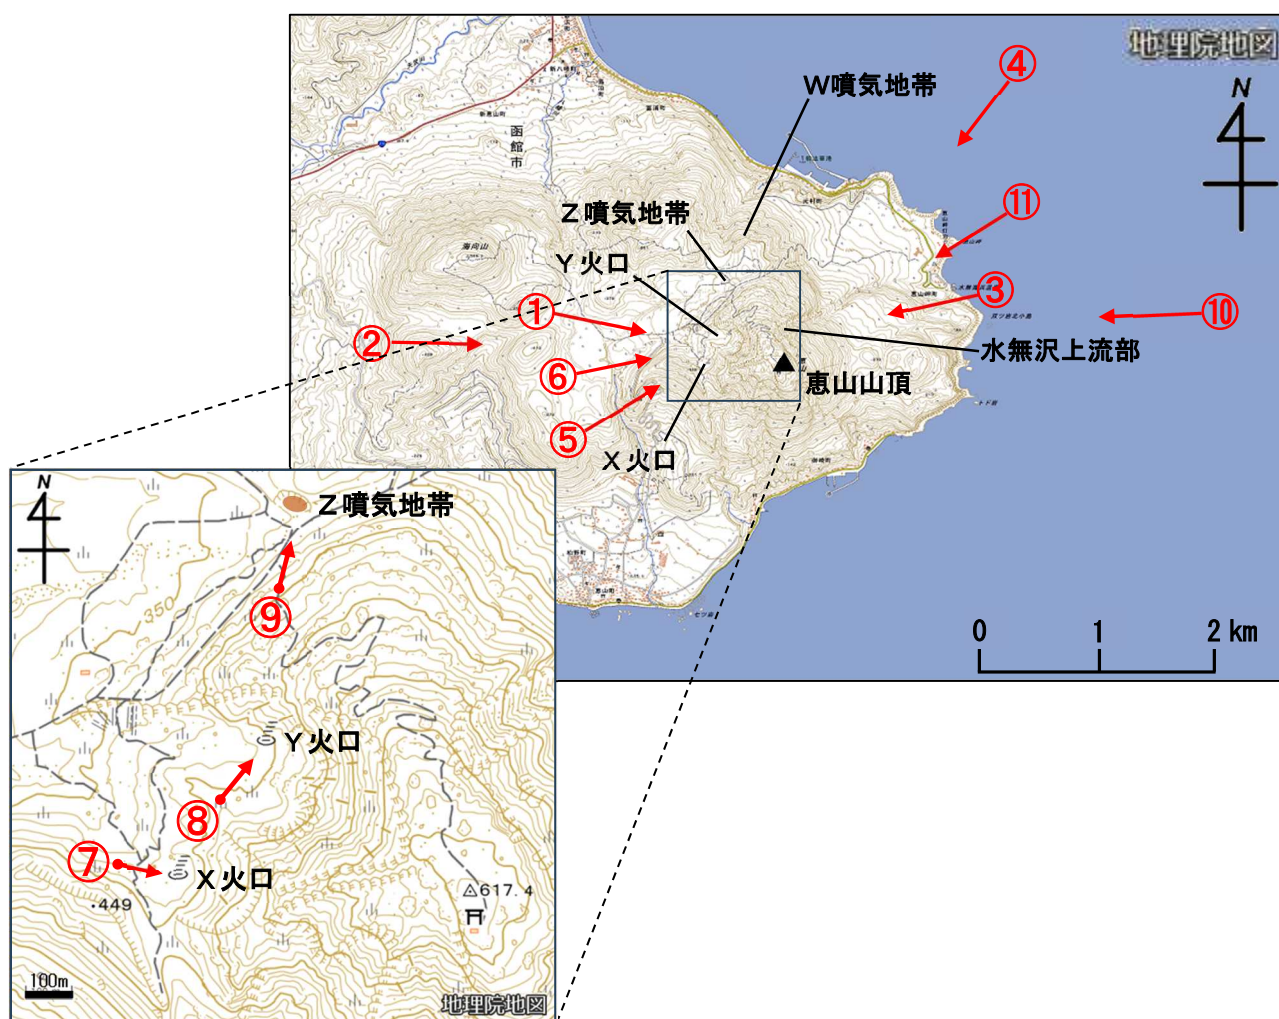 地理院地図
N
④
W噴気地帯
函館市
⑪
Z噴気地帯
海向山
Y火口
①
③
⑩
②
水無沢上流部
⑥
恵山山頂
⑤
X火口
0 1 2 km
N
Z噴気地帯
350
⑨
Y火口
⑧
⑦
X火口
・449
617.4
100m
地理院地図